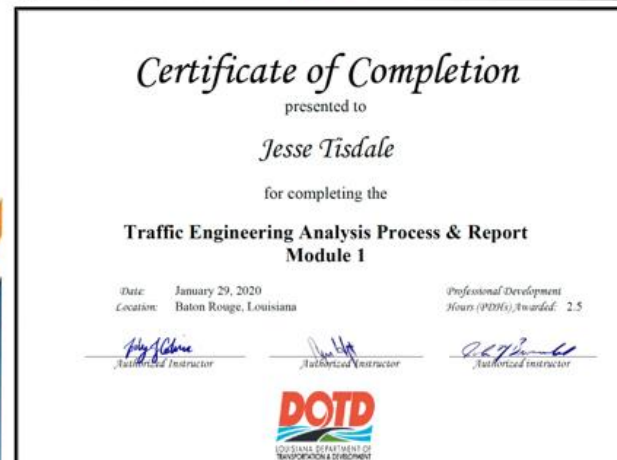 Certificate of Completion
presented to
Jesse Tisdale
for completing the
Traffic Engineering Analysis Process & Report
Module 1
Date: January 29, 2020
Location: Baton Rouge, Louisiana
Professional Development
Hours (PDHs) Awarded: 2.5
Authorized Instructor
Authorized Instructor
Authorized instructor
DOTD
LOUISIANA DEPARTMENT OF
TRANSPORTATION & DEVELOPMENT